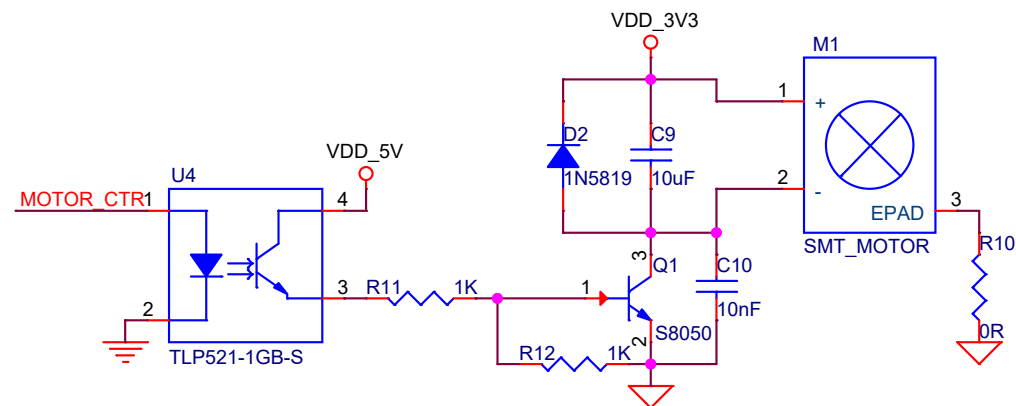 VDD_3V3
M1
1
+
D2
C9
1N5819
10uF
VDD_5V
U4
MOTOR_CTR
1
4
2
-
EPAD
3
SMT_MOTOR
R10
3
Q1
C10
3
R11
1K
1
10nF
S8050
2
R12
1K
2
0R
TLP521-1GB-S